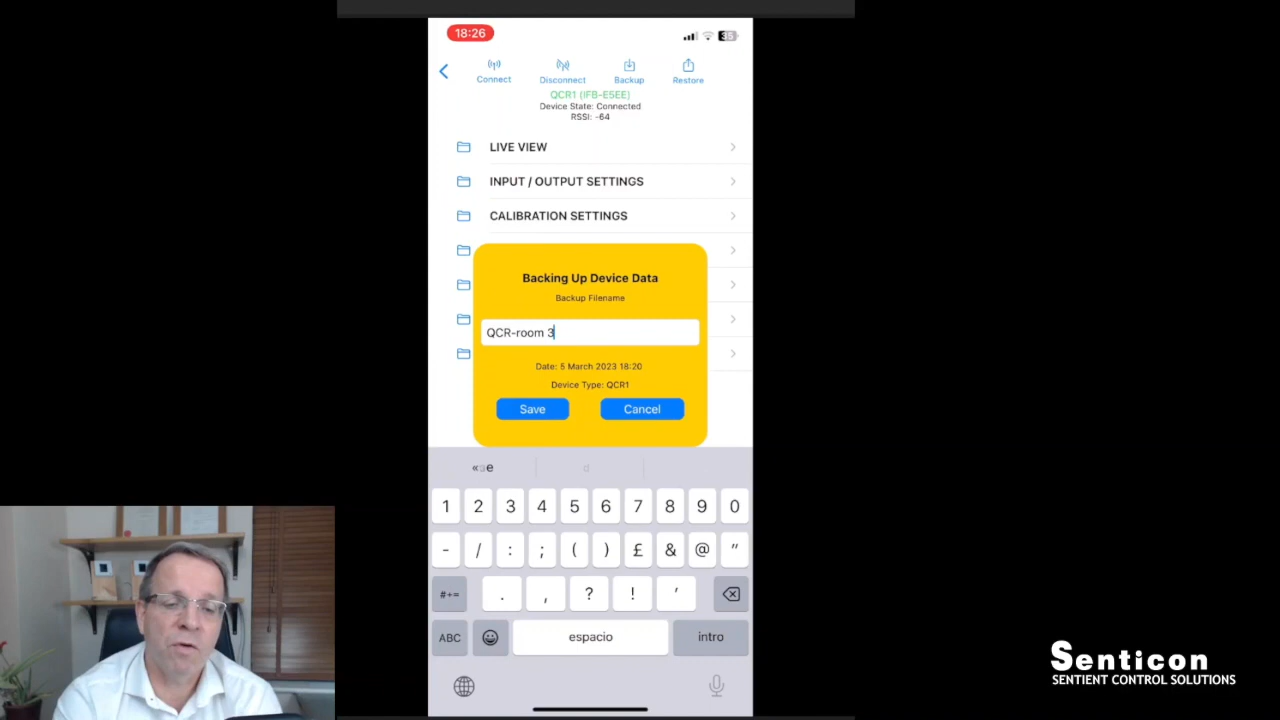 18:26
35
Connect
Disconnect
Backup
Restore
QCR1 (IFB-E5EE)
Device State: Connected
RSSI: -64
LIVE VIEW
INPUT / OUTPUT SETTINGS
CALIBRATION SETTINGS
Backing Up Device Data
Backup Filename
QCR-room 3
Date: 5 March 2023 18:20
Device Type: QCR1
Save
Cancel
1 2 3 4 5 6 7 8 9 0
- / : ; ( ) £ & @ "
#+= . , ? ! '
ABC
espacio
intro
Senticon
SENTIENT CONTROL SOLUTIONS